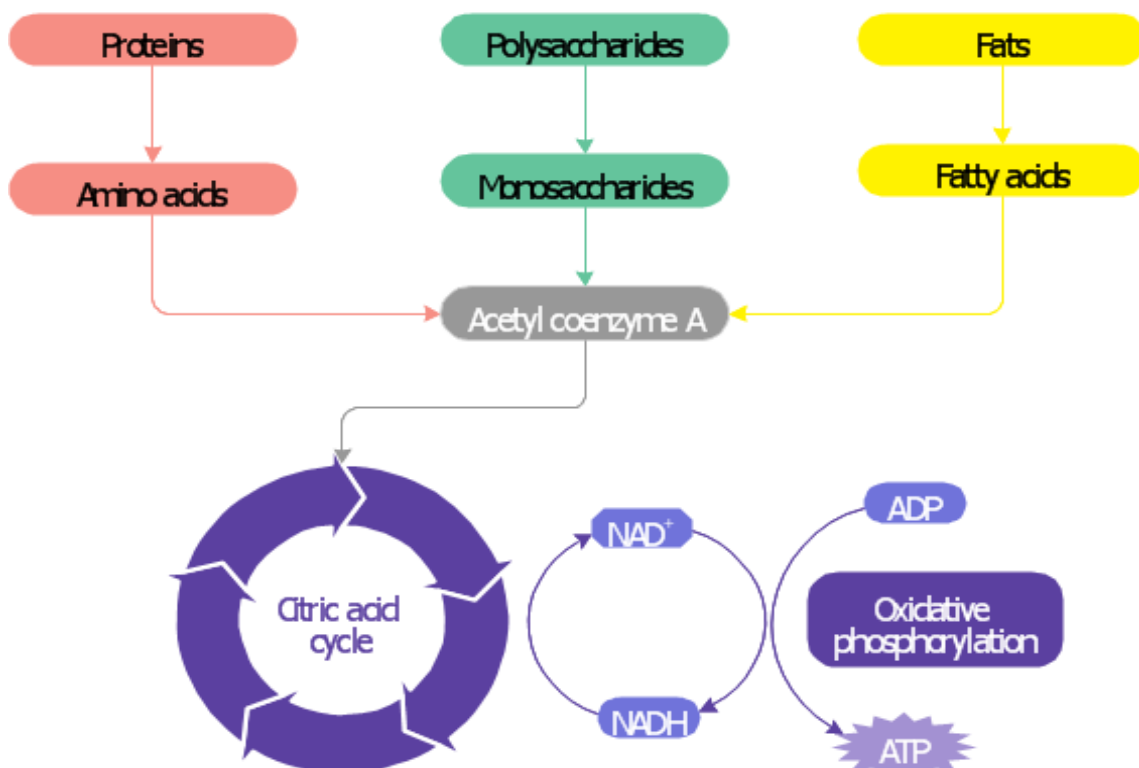 Proteins
Polysaccharides
Fats
Amino acids
Monosaccharides
Fatty acids
Acetyl coenzyme A
Citric acid
cycle
NAD⁺
NADH
ADP
Oxidative
phosphorylation
ATP